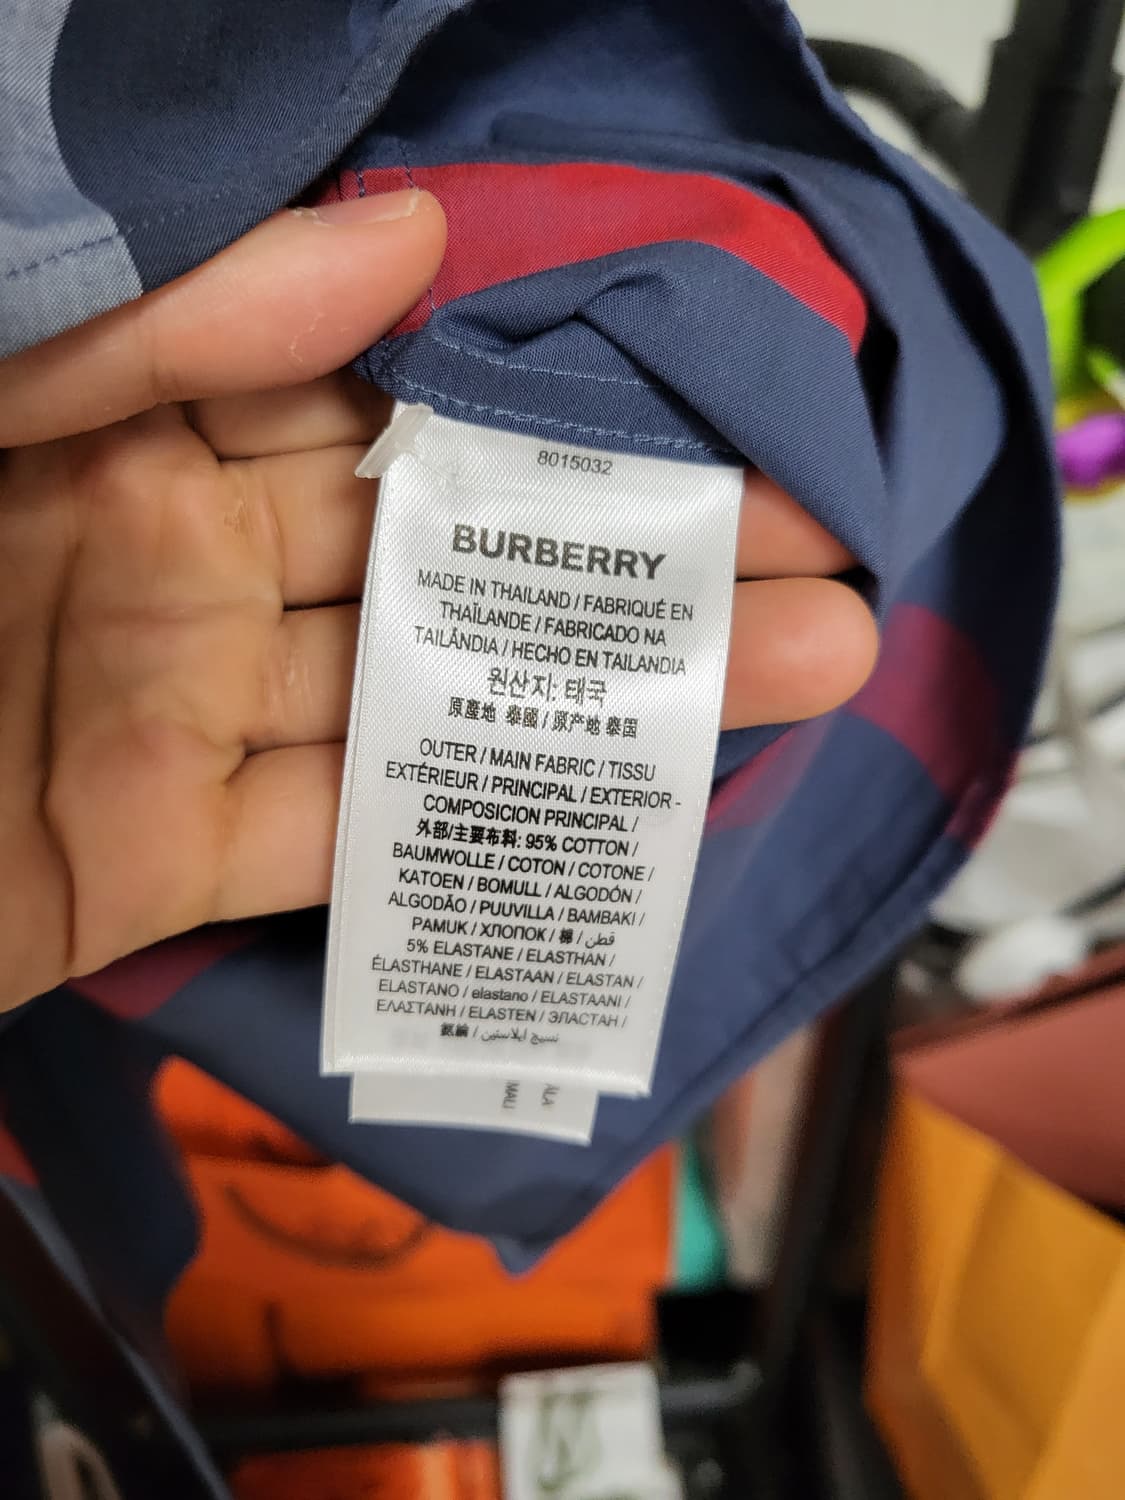 8015032
BURBERRY
MADE IN THAILAND / FABRIQUÉ EN
THAÏLANDE / FABRICADO NA
TAILÂNDIA / HECHO EN TAILANDIA
원산지: 태국
原產地 泰國 / 原产地 泰国
OUTER / MAIN FABRIC / TISSU
EXTÉRIEUR / PRINCIPAL / EXTERIOR -
COMPOSICION PRINCIPAL /
外部/主要布料: 95% COTTON /
BAUMWOLLE / COTON / COTONE /
KATOEN / BOMULL / ALGODÓN /
ALGODÃO / PUUVILLA / BAMBAKI /
PAMUK / ХЛОПОК / 棉 / قطن
5% ELASTANE / ELASTHAN /
ÉLASTHANE / ELASTAAN / ELASTAN /
ELASTANO / elastano / ELASTAANI /
ΕΛΑΣΤΑΝΗ / ELASTEN / ЭЛАСТАН /
氨綸 / نسيج ايلاستين